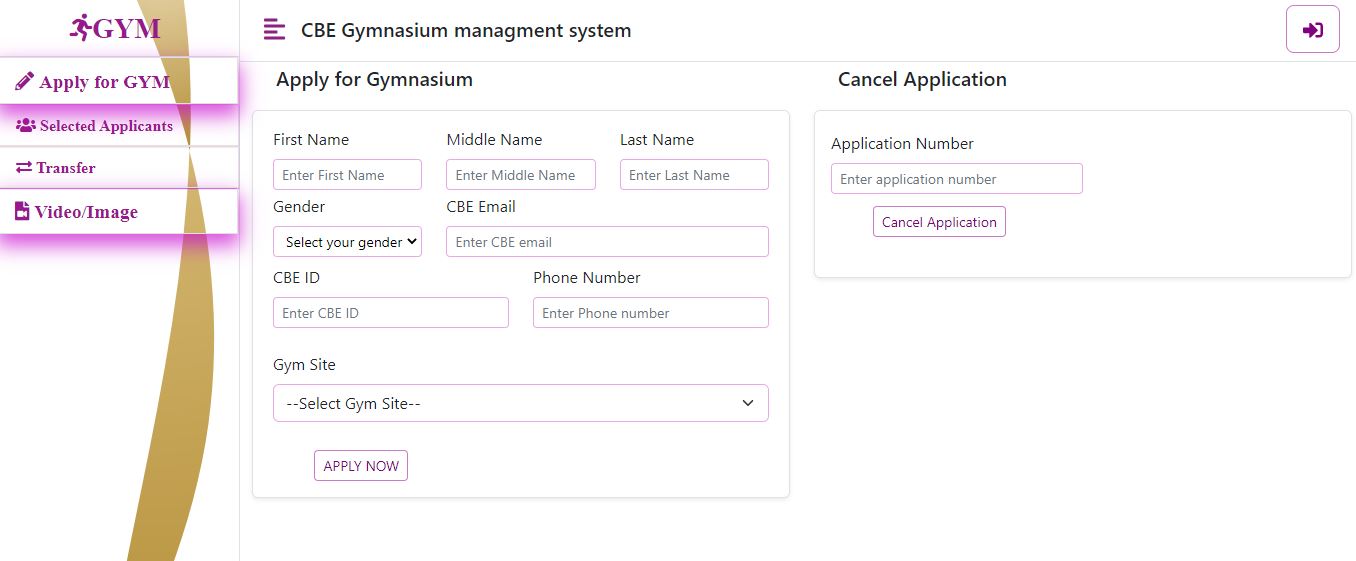 GYM
Apply for GYM
Selected Applicants
Transfer
Video/Image
CBE Gymnasium managment system
Apply for Gymnasium
First Name Middle Name Last Name
Enter First Name Enter Middle Name Enter Last Name
Gender CBE Email
Select your gender Enter CBE email
CBE ID Phone Number
Enter CBE ID Enter Phone number
Gym Site
--Select Gym Site--
APPLY NOW
Cancel Application
Application Number
Enter application number
Cancel Application